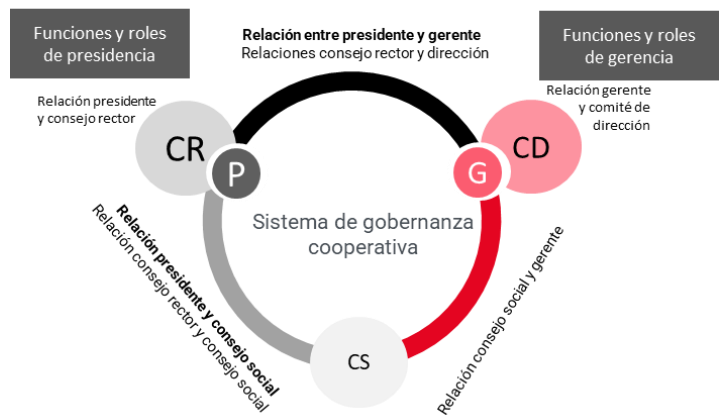 Funciones y roles
de presidencia
Relación entre presidente y gerente
Relaciones consejo rector y dirección
Funciones y roles
de gerencia
Relación presidente
y consejo rector
Relación gerente
y comité de
dirección
CR
P
G
CD
Sistema de gobernanza
cooperativa
Relación presidente y consejo social
Relación consejo rector y consejo social
Relación consejo social y gerente
CS